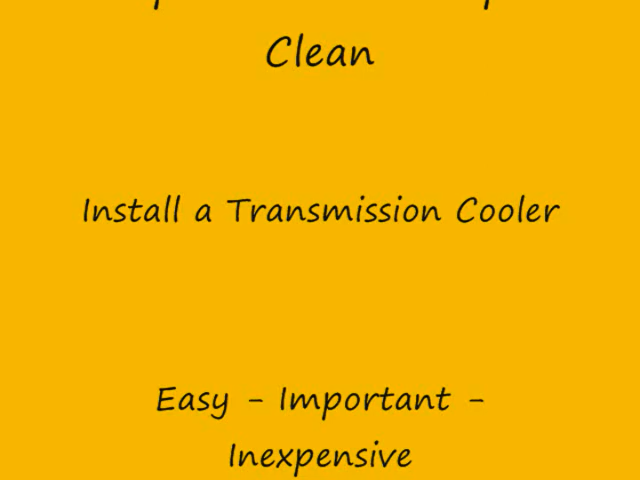 Clean
Install a Transmission Cooler
Easy - Important -
Inexpensive